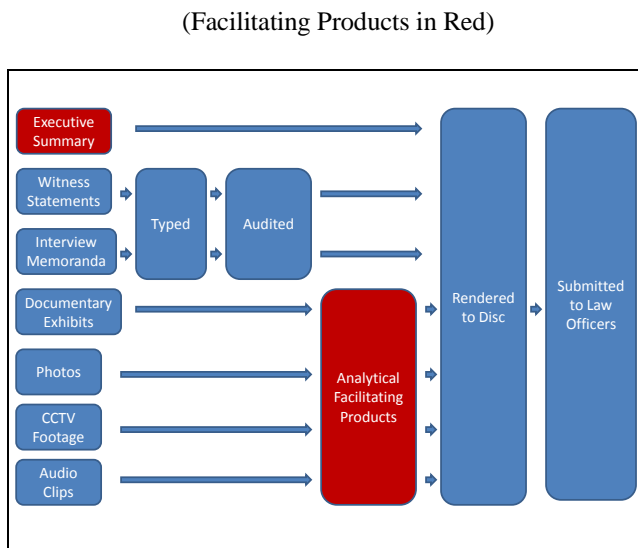 (Facilitating Products in Red)
Executive
Summary
Witness
Statements
Interview
Memoranda
Typed
Audited
Documentary
Exhibits
Photos
CCTV
Footage
Audio
Clips
Analytical
Facilitating
Products
Rendered
to Disc
Submitted
to Law
Officers